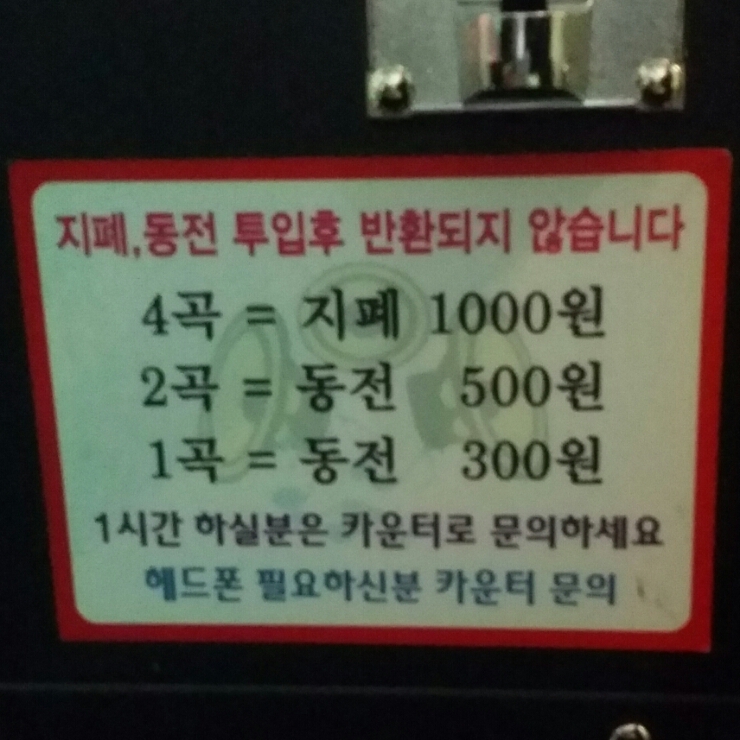 지폐,동전 투입후 반환되지 않습니다
4곡 = 지폐 1000원
2곡 = 동전 500원
1곡 = 동전 300원
1시간 하실분은 카운터로 문의하세요
헤드폰 필요하신분 카운터 문의